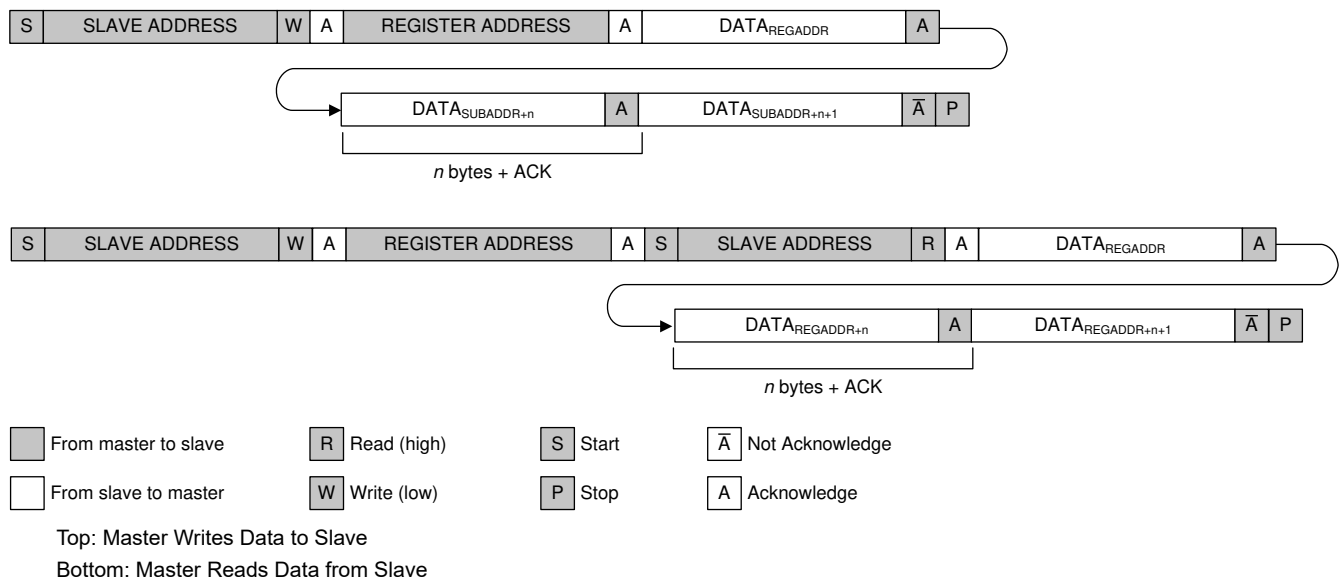 S SLAVE ADDRESS W A REGISTER ADDRESS A DATAREGADDR A
DATASUBADDR+n A DATASUBADDR+n+1 A̅ P
n bytes + ACK
S SLAVE ADDRESS W A REGISTER ADDRESS A S SLAVE ADDRESS R A DATAREGADDR A
DATAREGADDR+n A DATAREGADDR+n+1 A̅ P
n bytes + ACK
From master to slave R Read (high) S Start A̅ Not Acknowledge
From slave to master W Write (low) P Stop A Acknowledge
Top: Master Writes Data to Slave
Bottom: Master Reads Data from Slave